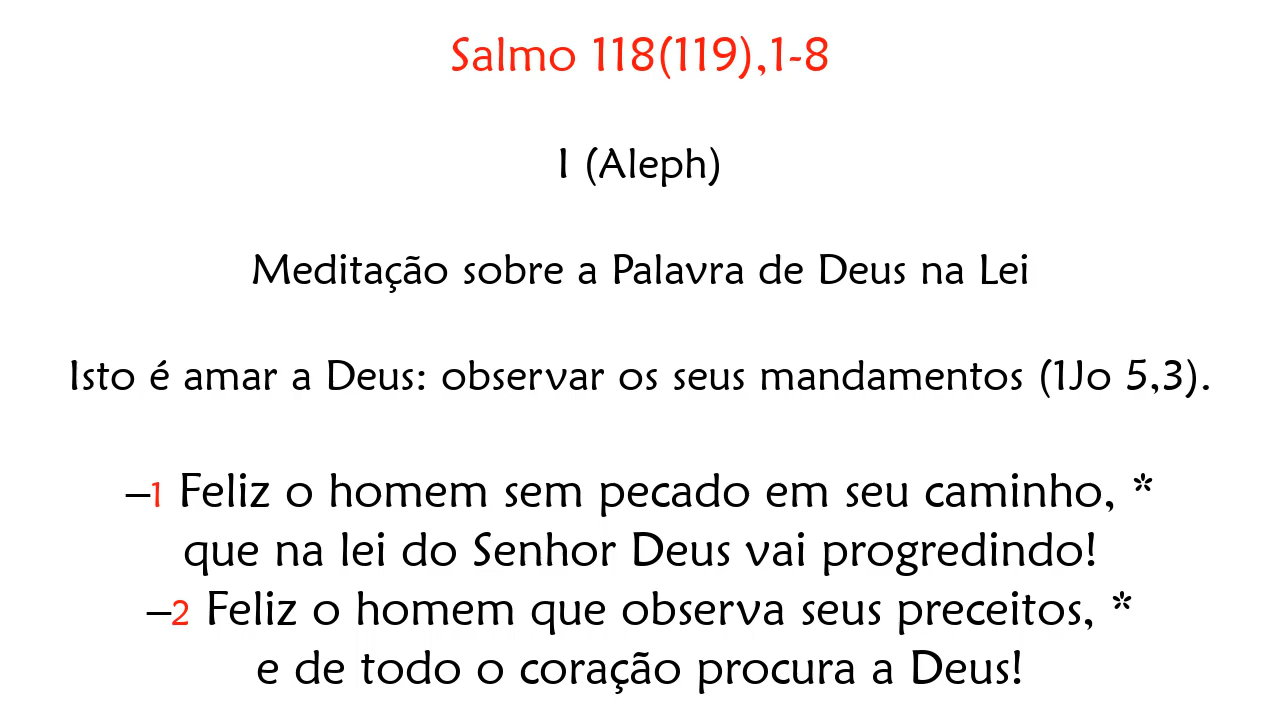 Salmo 118(119),1-8
I (Aleph)
Meditação sobre a Palavra de Deus na Lei
Isto é amar a Deus: observar os seus mandamentos (1Jo 5,3).
–1 Feliz o homem sem pecado em seu caminho, *
que na lei do Senhor Deus vai progredindo!
–2 Feliz o homem que observa seus preceitos, *
e de todo o coração procura a Deus!